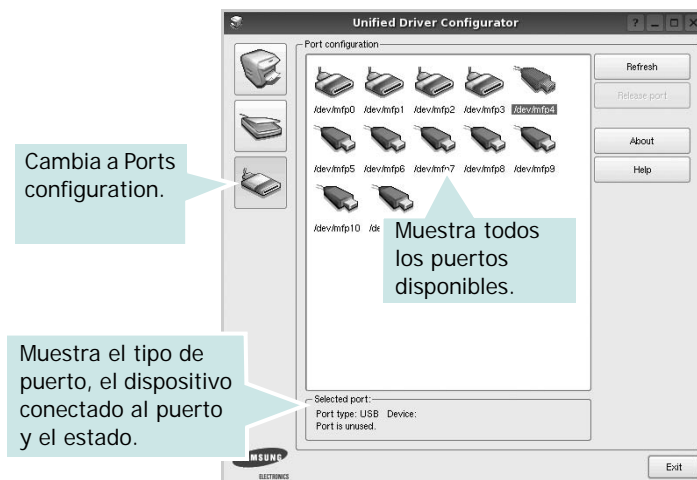 Unified Driver Configurator
Port configuration
/dev/mfp0 /dev/mfp1 /dev/mfp2 /dev/mfp3 /dev/mfp4
/dev/mfp5 /dev/mfp6 /dev/mfp7 /dev/mfp8 /dev/mfp9
/dev/mfp10
Refresh
Release port
About
Help
Cambia a Ports
configuration.
Muestra todos
los puertos
disponibles.
Muestra el tipo de
puerto, el dispositivo
conectado al puerto
y el estado.
Selected port:
Port type: USB Device:
Port is unused.
ELECTRONICS
Exit